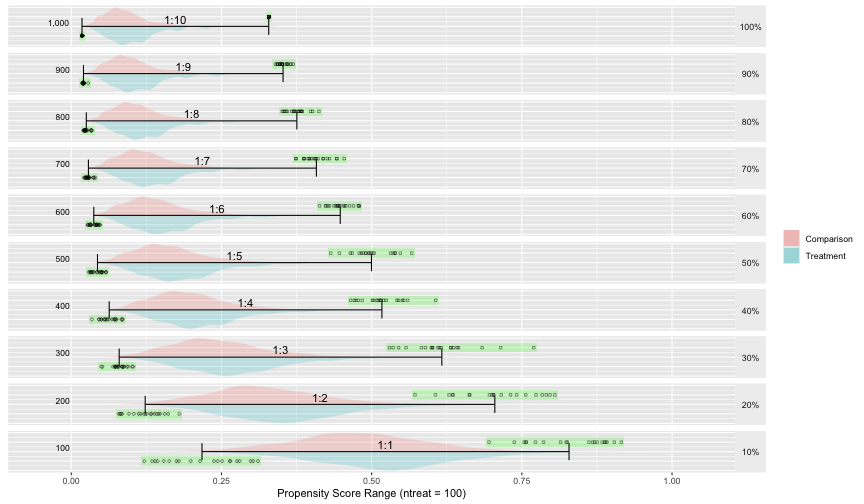 1,000 1:10 100%
900 1:9 90%
800 1:8 80%
700 1:7 70%
600 1:6 60%
500 1:5 50%
400 1:4 40%
300 1:3 30%
200 1:2 20%
100 1:1 10%
0.00 0.25 0.50 0.75 1.00
Propensity Score Range (ntreat = 100)
Comparison
Treatment